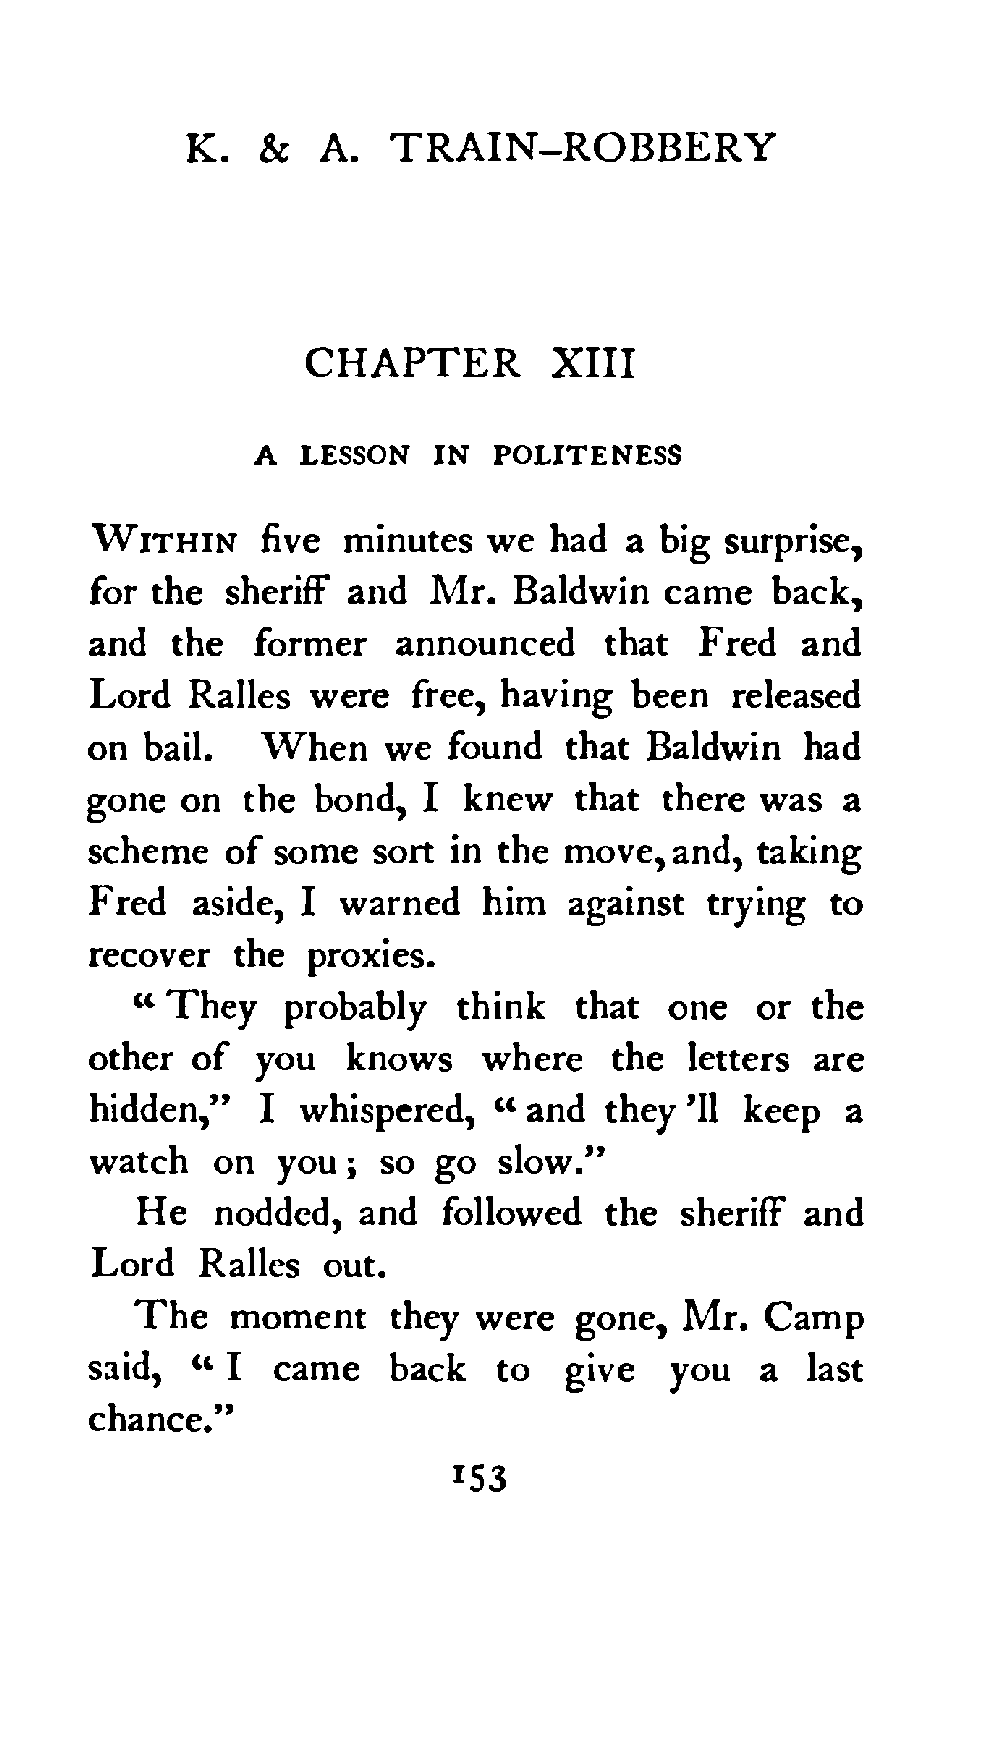 K. & A. TRAIN-ROBBERY
CHAPTER XIII
A LESSON IN POLITENESS
WITHIN five minutes we had a big surprise,
for the sheriff and Mr. Baldwin came back,
and the former announced that Fred and
Lord Ralles were free, having been released
on bail. When we found that Baldwin had
gone on the bond, I knew that there was a
scheme of some sort in the move, and, taking
Fred aside, I warned him against trying to
recover the proxies.
“ They probably think that one or the
other of you knows where the letters are
hidden,” I whispered, “ and they ’ll keep a
watch on you ; so go slow.”
He nodded, and followed the sheriff and
Lord Ralles out.
The moment they were gone, Mr. Camp
said, “ I came back to give you a last
chance.”
153